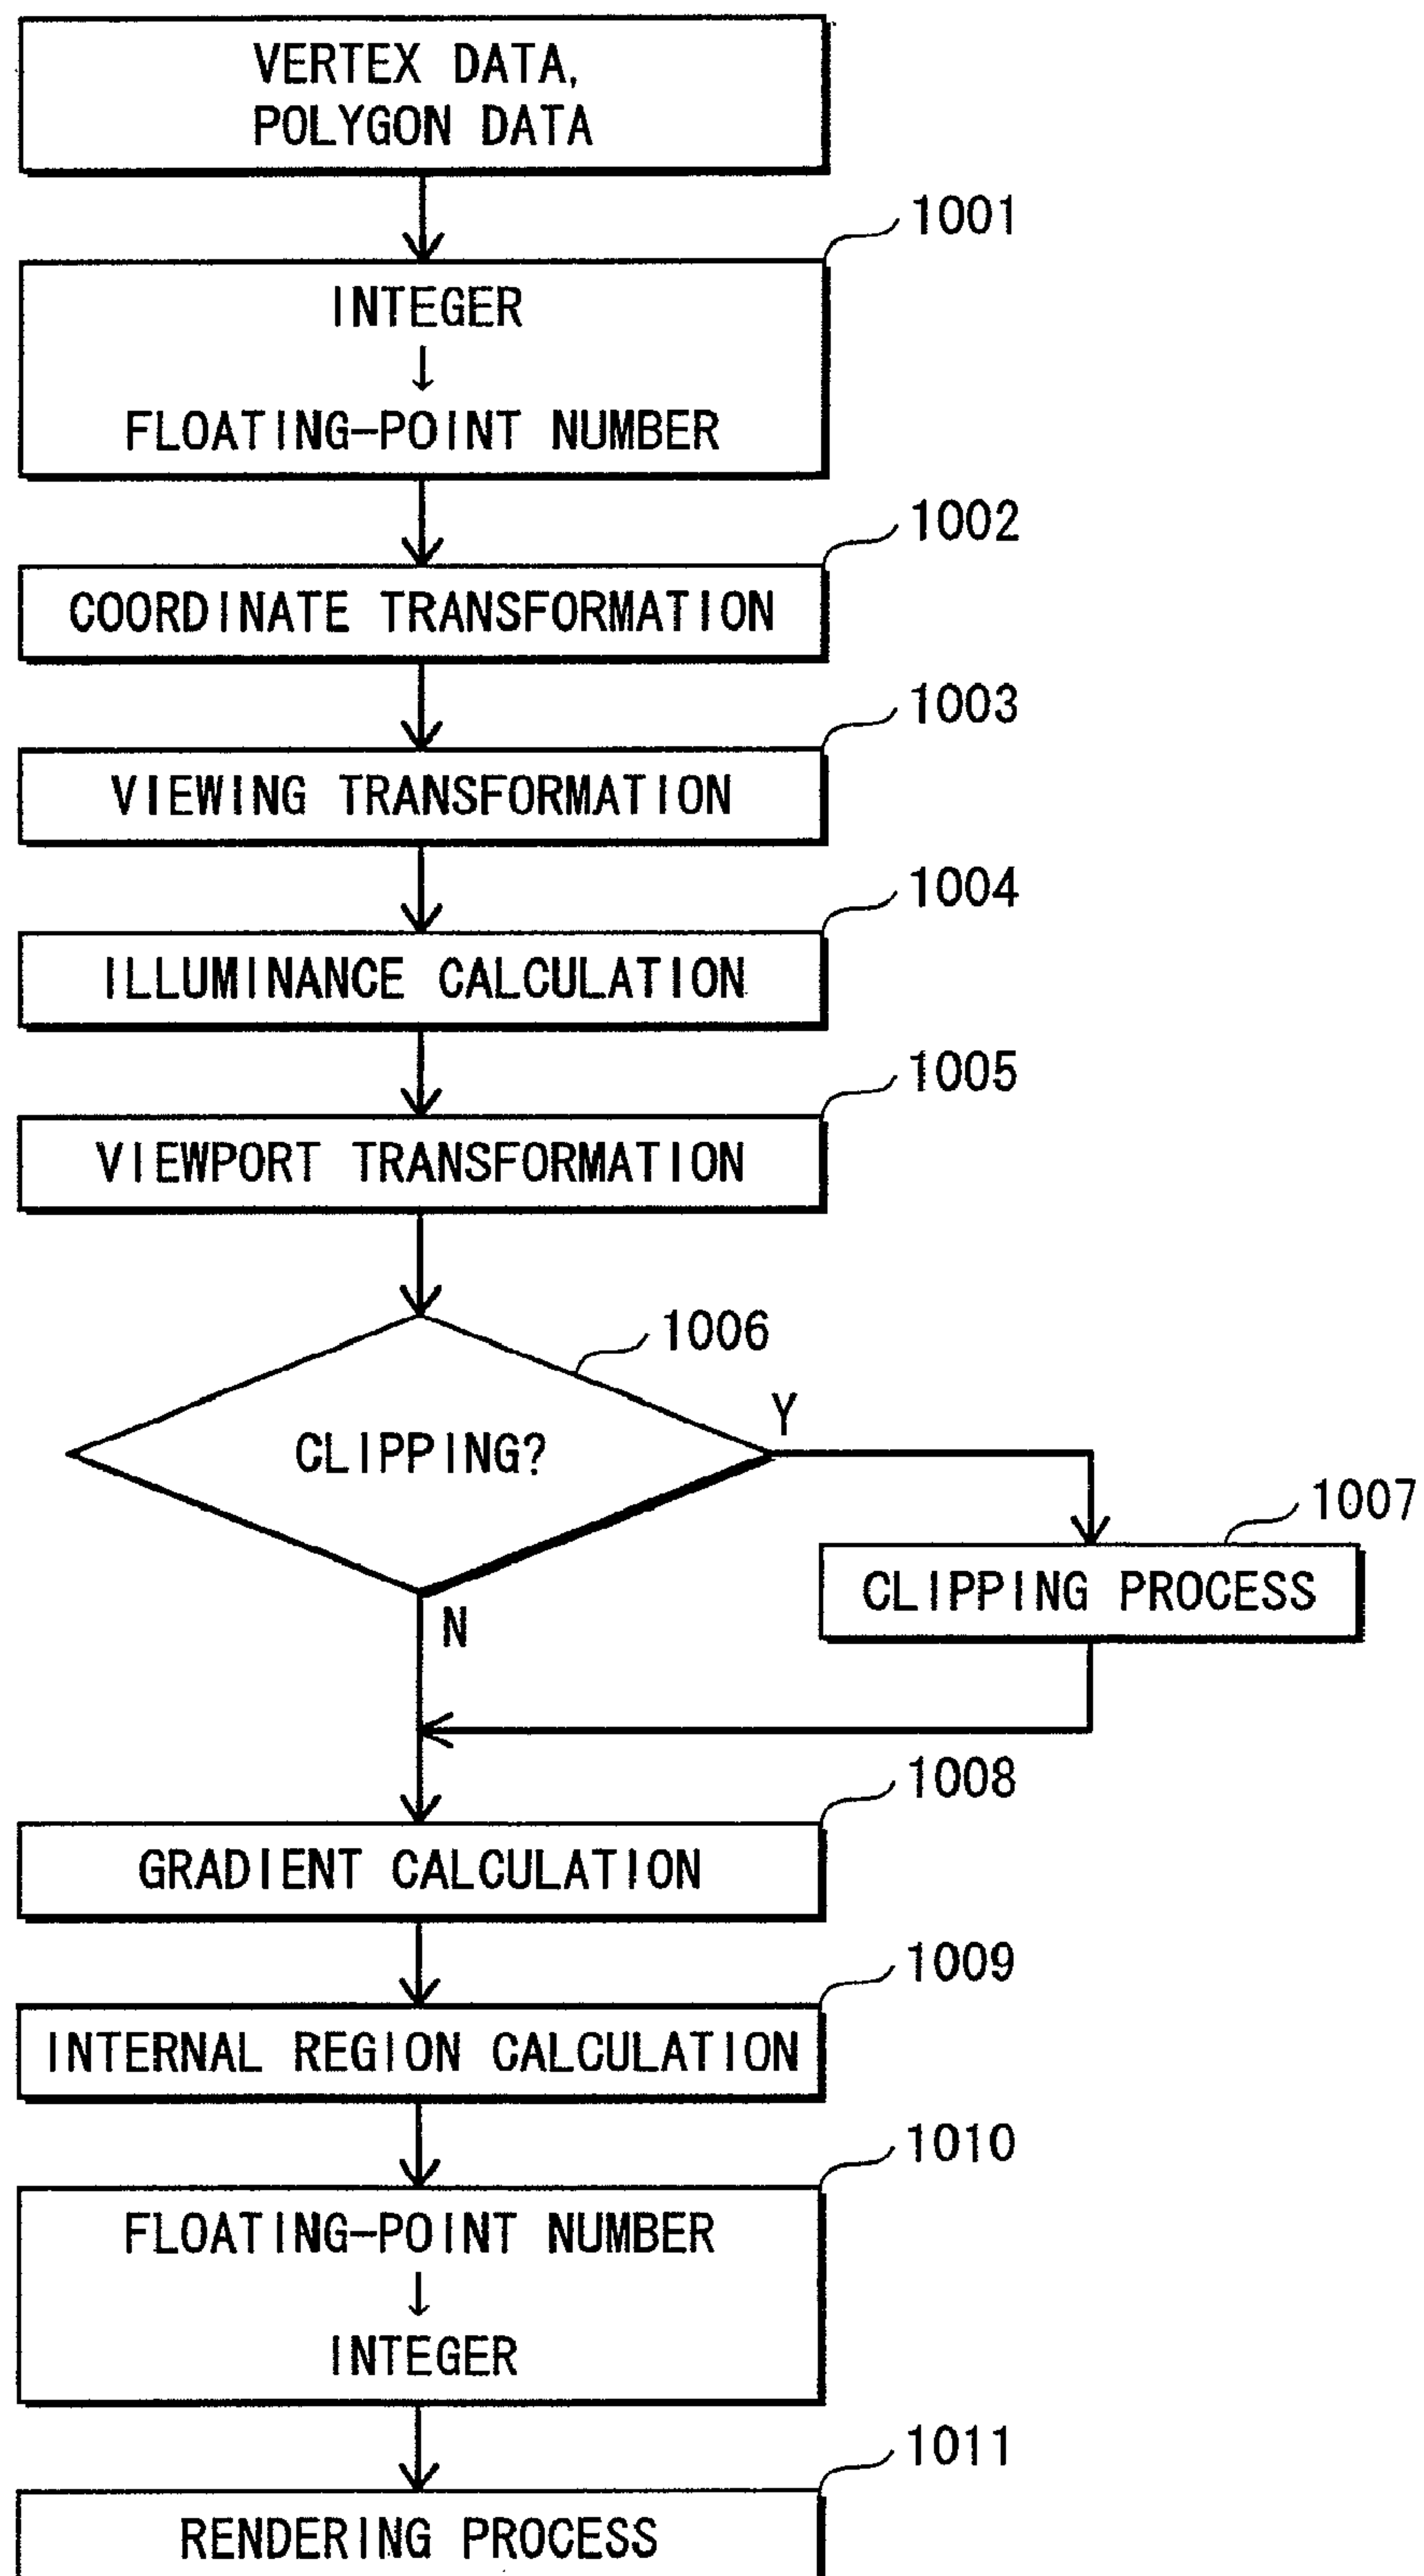 VERTEX DATA,
POLYGON DATA
1001
INTEGER
↓
FLOATING-POINT NUMBER
1002
COORDINATE TRANSFORMATION
1003
VIEWING TRANSFORMATION
1004
ILLUMINANCE CALCULATION
1005
VIEWPORT TRANSFORMATION
1006
CLIPPING?
Y
1007
CLIPPING PROCESS
N
1008
GRADIENT CALCULATION
1009
INTERNAL REGION CALCULATION
1010
FLOATING-POINT NUMBER
↓
INTEGER
1011
RENDERING PROCESS